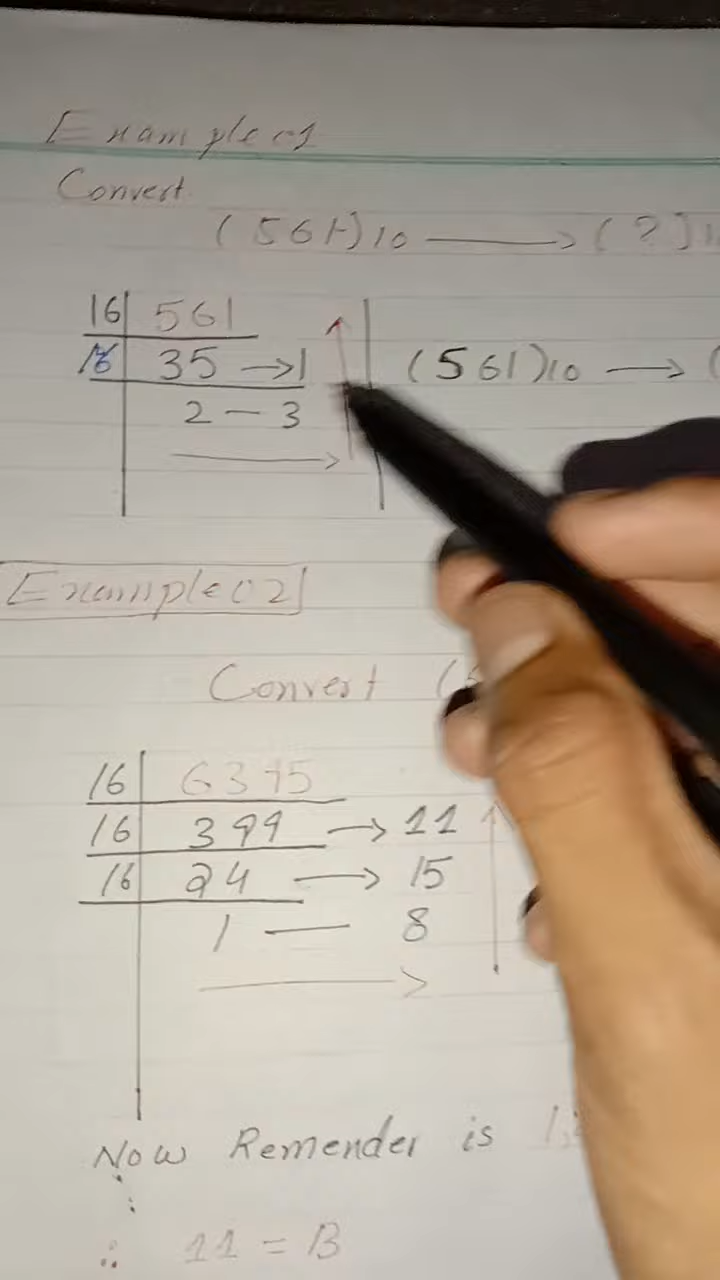 Example 01
Convert
(561)10 → (?)
16 561
16 35 → 1
2 - 3
(561)10 → (
Example 02
Convert (
16 6375
16 399 → 11
16 24 → 15
1 — 8
Now Remender is
∴ 11 = B